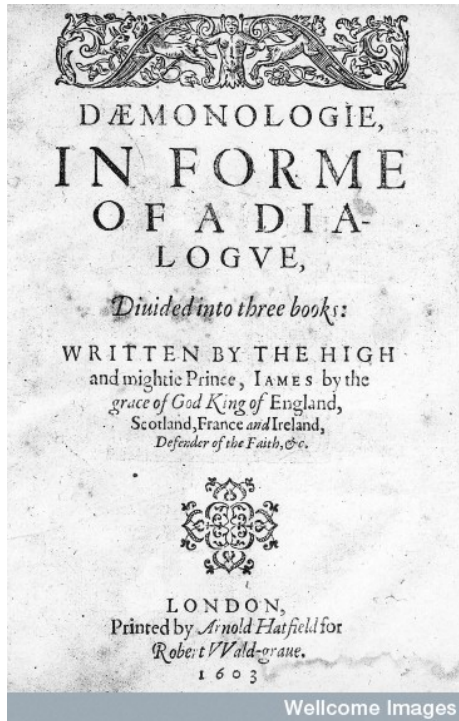 DÆMONOLOGIE,
IN FORME
OF A DIA-
LOGVE,
Diuided into three books:
WRITTEN BY THE HIGH
and mightie Prince, IAMES by the
grace of God King of England,
Scotland, France and Ireland,
Defender of the Faith, &c.
LONDON,
Printed by Arnold Hatfield for
Robert VVald-graue.
1603
Wellcome Images